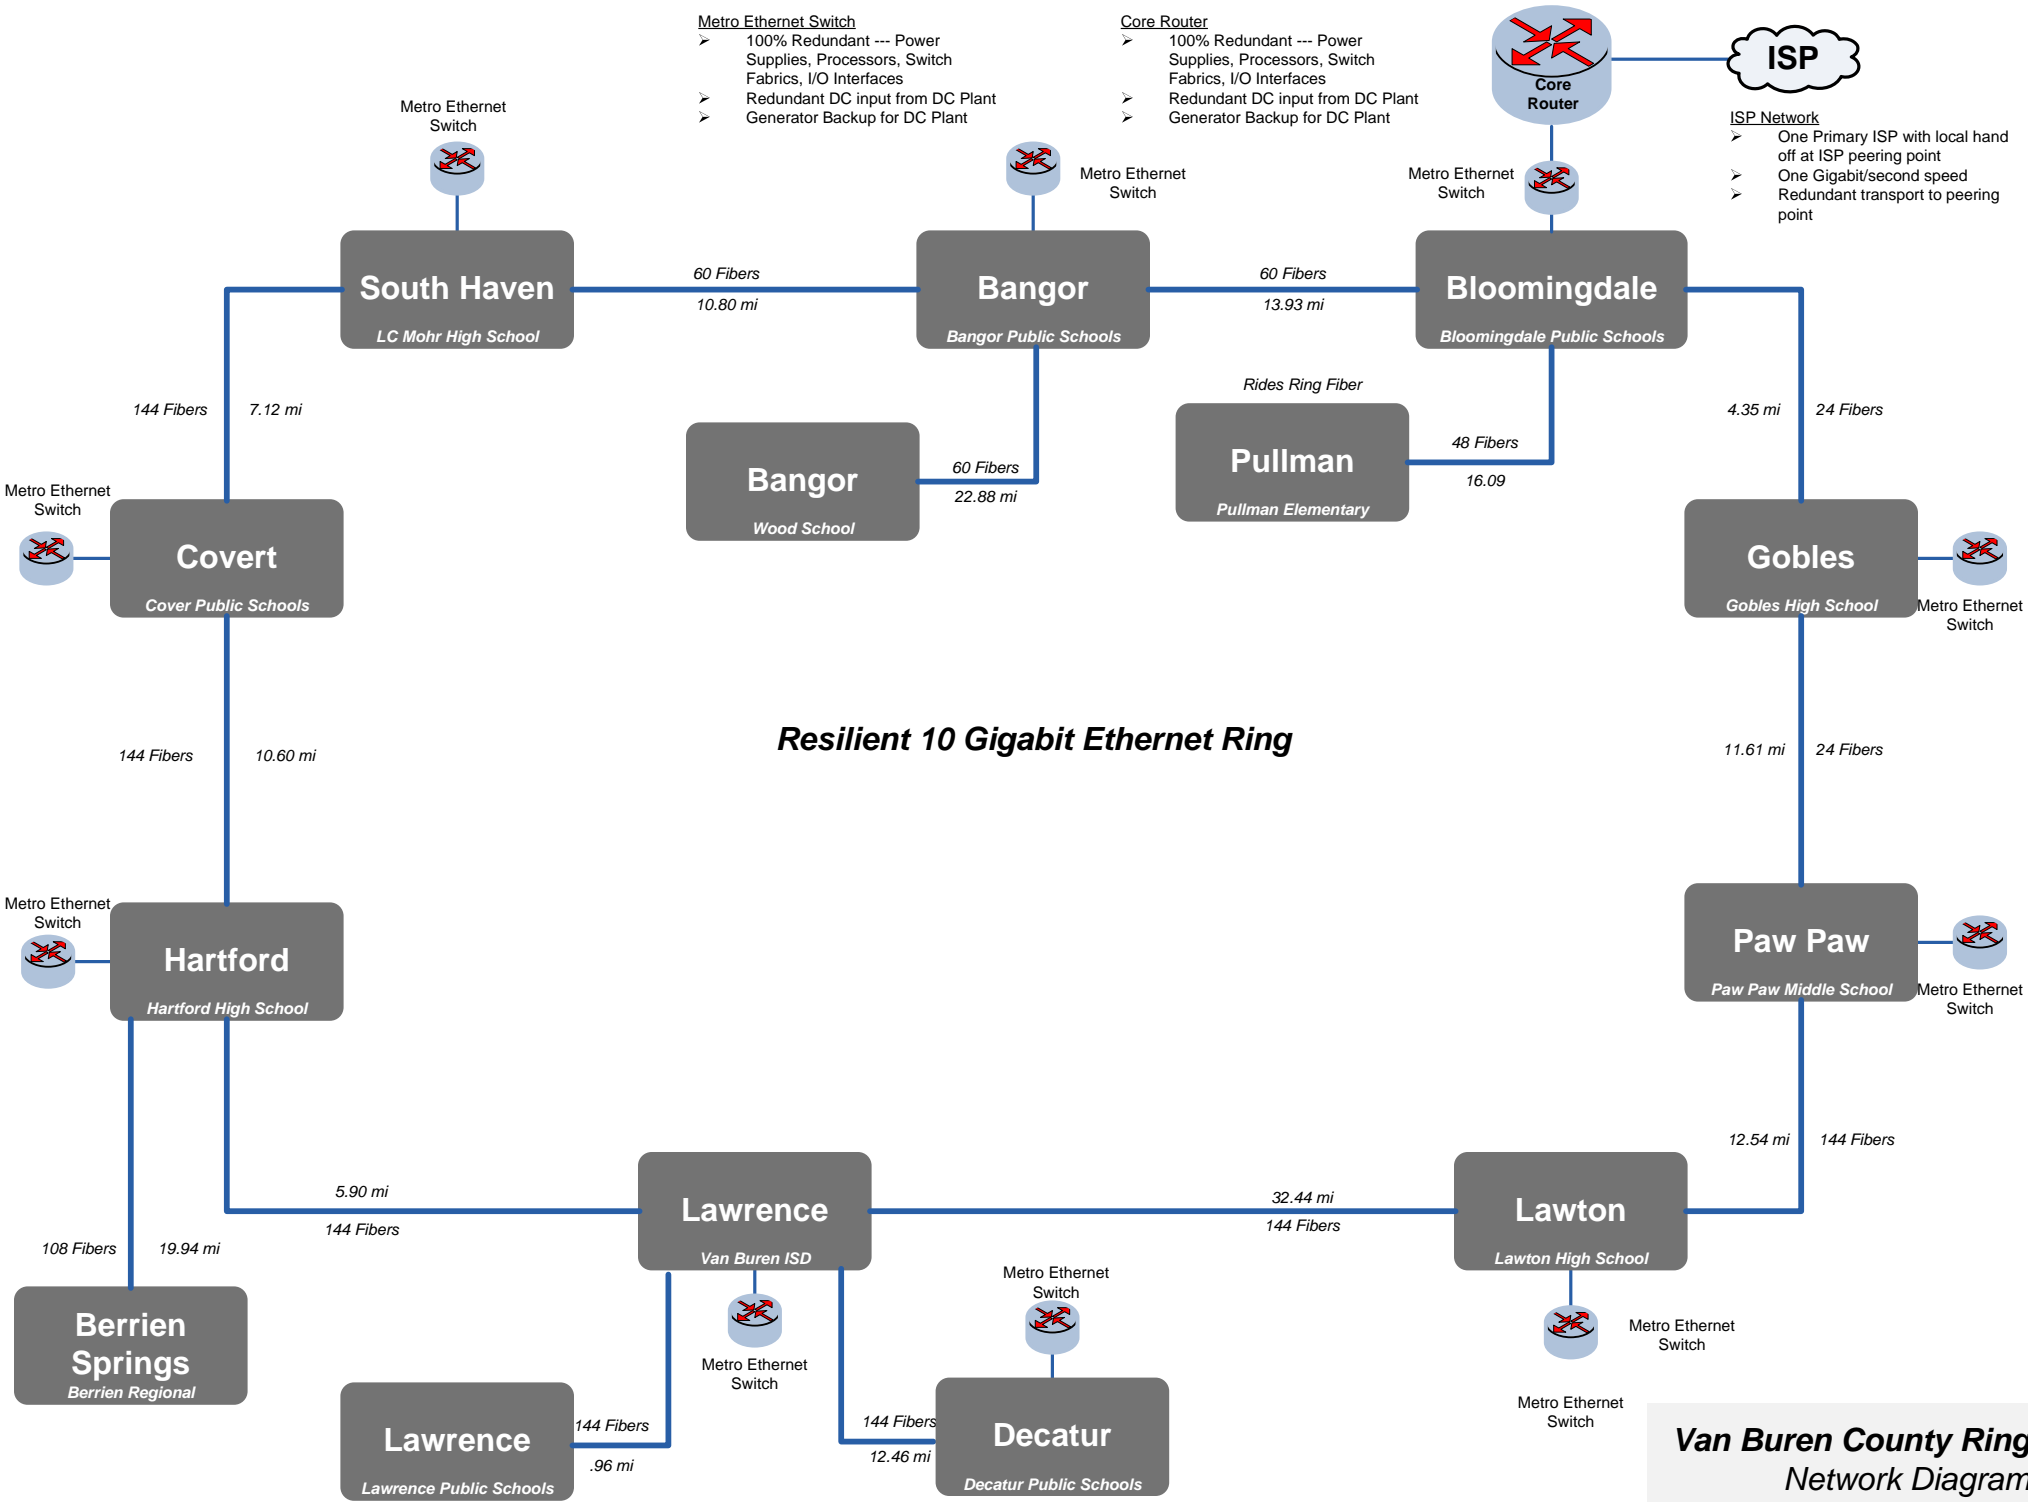 Metro Ethernet Switch
➢ 100% Redundant --- Power
Supplies, Processors, Switch
Fabrics, I/O Interfaces
➢ Redundant DC input from DC Plant
➢ Generator Backup for DC Plant
Core Router
➢ 100% Redundant --- Power
Supplies, Processors, Switch
Fabrics, I/O Interfaces
➢ Redundant DC input from DC Plant
➢ Generator Backup for DC Plant
Core
Router
ISP
ISP Network
➢ One Primary ISP with local hand
off at ISP peering point
➢ One Gigabit/second speed
➢ Redundant transport to peering
point
Metro Ethernet
Switch
Metro Ethernet
Switch
Metro Ethernet
Switch
South Haven
LC Mohr High School
60 Fibers
10.80 mi
Bangor
Bangor Public Schools
60 Fibers
13.93 mi
Bloomingdale
Bloomingdale Public Schools
144 Fibers
7.12 mi
Rides Ring Fiber
4.35 mi
24 Fibers
Bangor
Wood School
60 Fibers
22.88 mi
Pullman
Pullman Elementary
48 Fibers
16.09
Metro Ethernet
Switch
Covert
Cover Public Schools
Gobles
Gobles High School
Metro Ethernet
Switch
Resilient 10 Gigabit Ethernet Ring
144 Fibers
10.60 mi
11.61 mi
24 Fibers
Metro Ethernet
Switch
Hartford
Hartford High School
Paw Paw
Paw Paw Middle School
Metro Ethernet
Switch
12.54 mi
144 Fibers
5.90 mi
144 Fibers
Lawrence
Van Buren ISD
32.44 mi
144 Fibers
Lawton
Lawton High School
108 Fibers
19.94 mi
Berrien
Springs
Berrien Regional
Metro Ethernet
Switch
Metro Ethernet
Switch
Metro Ethernet
Switch
Lawrence
Lawrence Public Schools
144 Fibers
.96 mi
144 Fibers
12.46 mi
Decatur
Decatur Public Schools
Metro Ethernet
Switch
Van Buren County Ring
Network Diagram